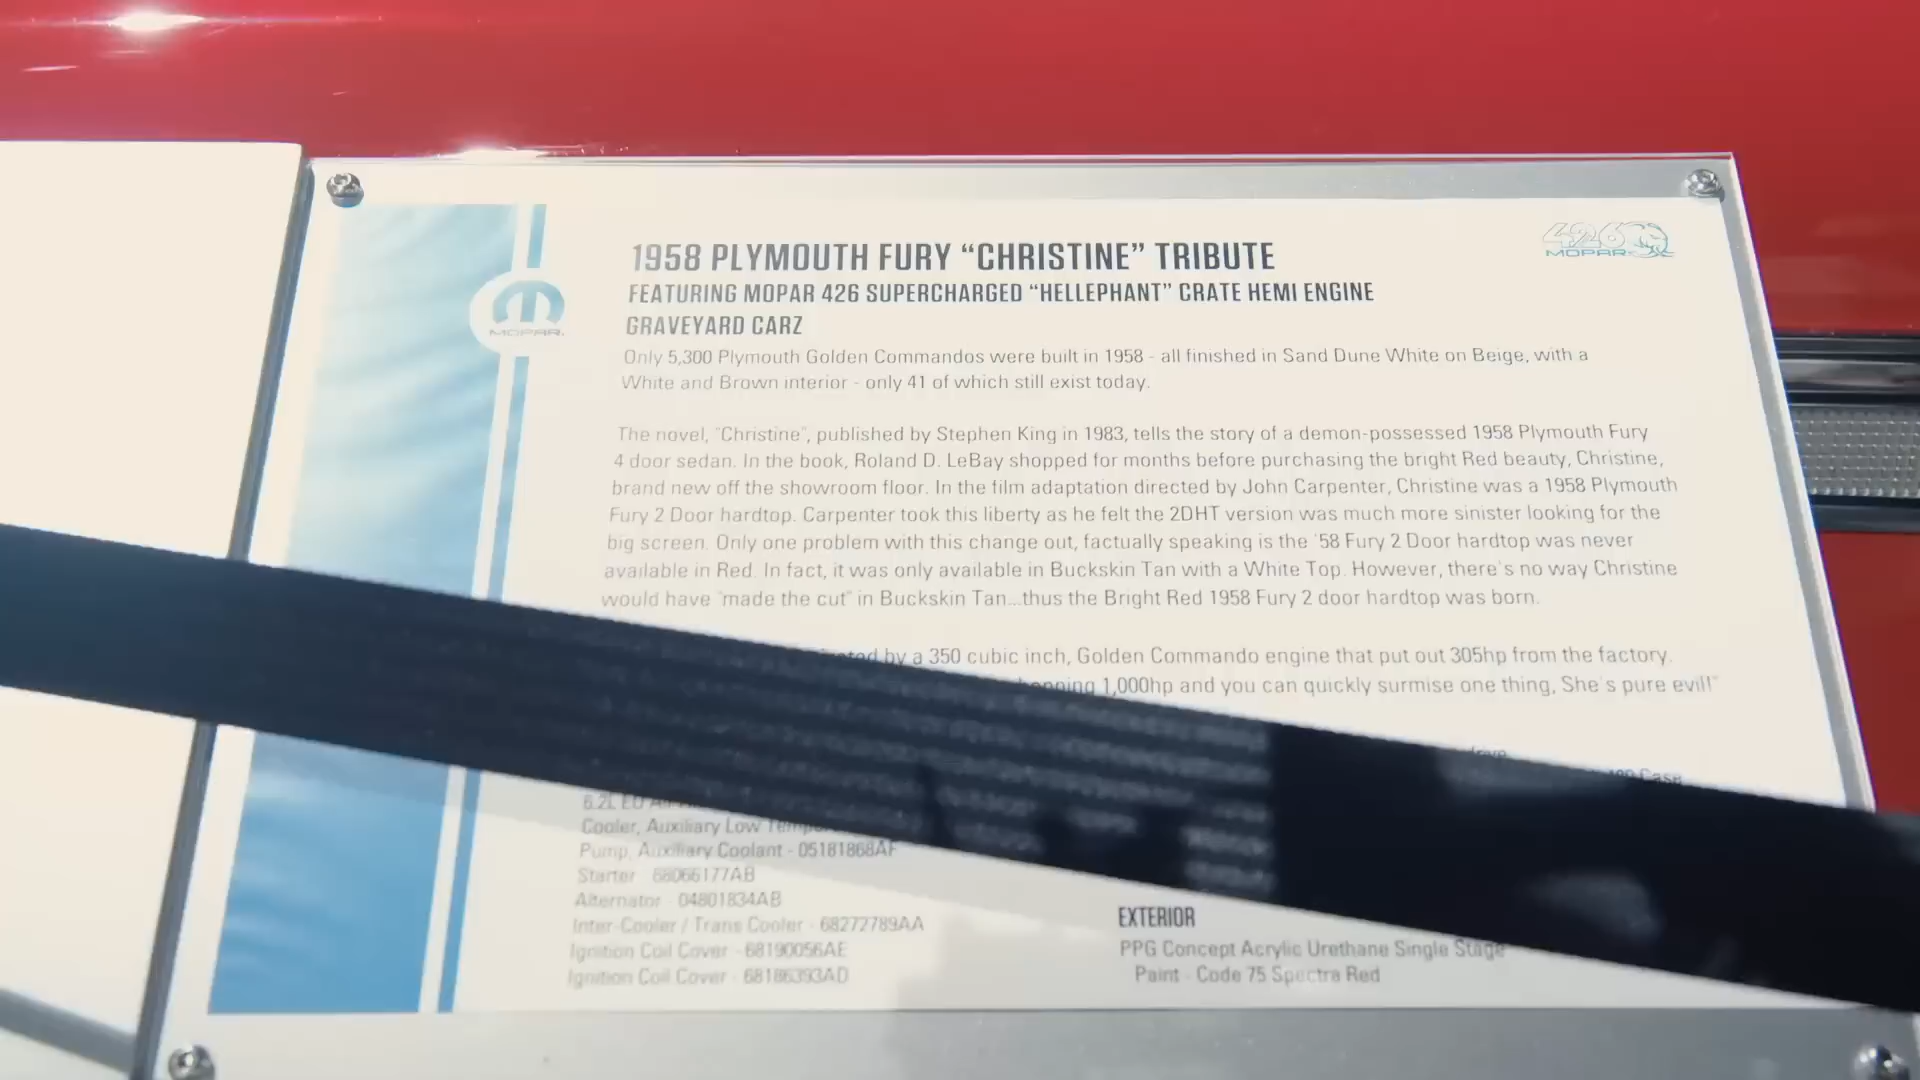 1958 PLYMOUTH FURY “CHRISTINE” TRIBUTE
426
MOPAR
FEATURING MOPAR 426 SUPERCHARGED “HELLEPHANT” CRATE HEMI ENGINE
MOPAR.
GRAVEYARD CARZ
Only 5,300 Plymouth Golden Commandos were built in 1958 - all finished in Sand Dune White on Beige, with a
White and Brown interior - only 41 of which still exist today.
The novel, "Christine", published by Stephen King in 1983, tells the story of a demon-possessed 1958 Plymouth Fury
4 door sedan. In the book, Roland D. LeBay shopped for months before purchasing the bright Red beauty, Christine,
brand new off the showroom floor. In the film adaptation directed by John Carpenter, Christine was a 1958 Plymouth
Fury 2 Door hardtop. Carpenter took this liberty as he felt the 2DHT version was much more sinister looking for the
big screen. Only one problem with this change out, factually speaking is the '58 Fury 2 Door hardtop was never
available in Red. In fact, it was only available in Buckskin Tan with a White Top. However, there's no way Christine
would have "made the cut" in Buckskin Tan...thus the Bright Red 1958 Fury 2 door hardtop was born.
by a 350 cubic inch, Golden Commando engine that put out 305hp from the factory.
1,000hp and you can quickly surmise one thing, She's pure evil!"
Case
6.2L
Cooler, Auxiliary Low
Pump, Auxiliary Coolant - 05181868AF
Starter - 68066177AB
Alternator - 04801834AB
Inter-Cooler / Trans Cooler - 68272789AA
Ignition Coil Cover - 68190056AE
Ignition Coil Cover - 68186393AD
EXTERIOR
PPG Concept Acrylic Urethane Single Stage
Paint - Code 75 Spectra Red